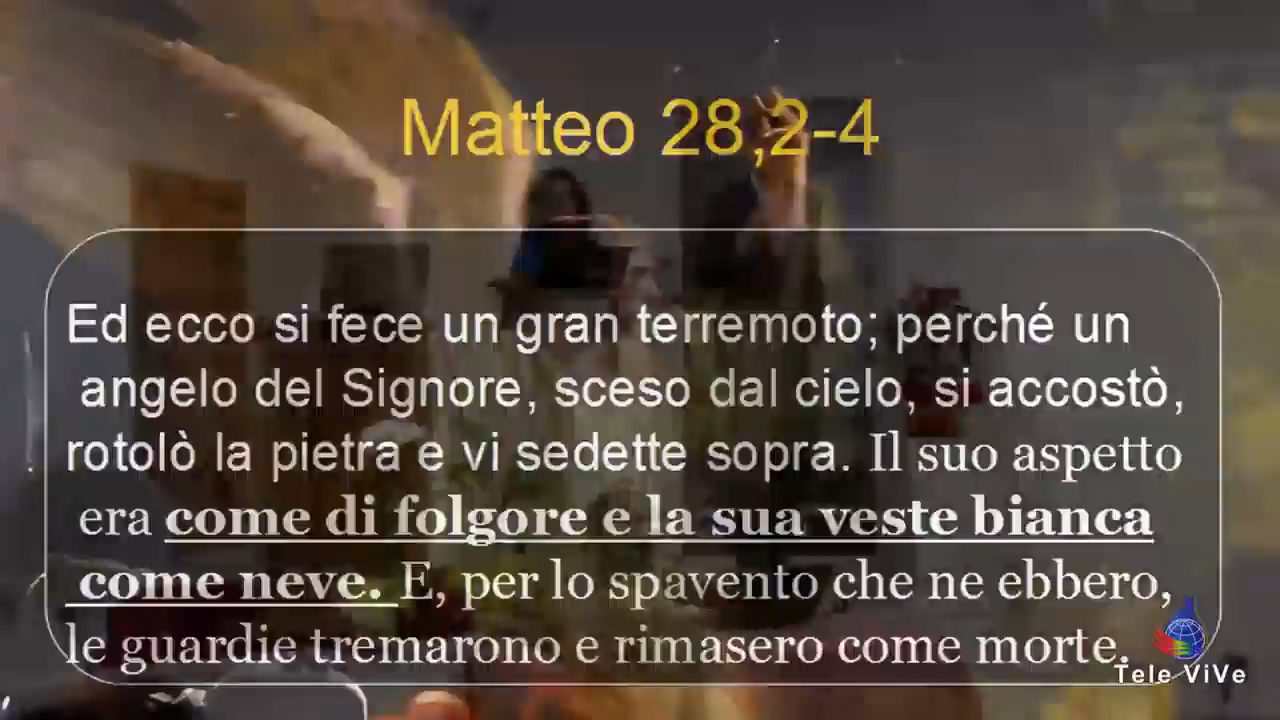 Matteo 28,2-4
Ed ecco si fece un gran terremoto; perché un
angelo del Signore, sceso dal cielo, si accostò,
rotolò la pietra e vi sedette sopra. Il suo aspetto
era come di folgore e la sua veste bianca
come neve. E, per lo spavento che ne ebbero,
le guardie tremarono e rimasero come morte.
Tele ViVe